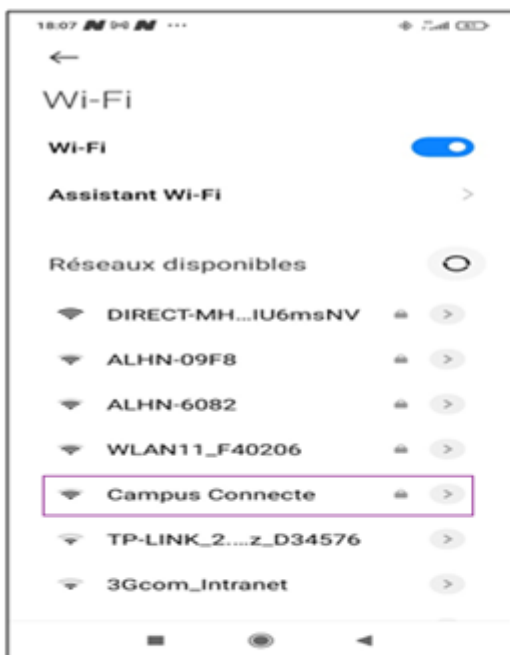 18:07
Wi-Fi
Wi-Fi
Assistant Wi-Fi
Réseaux disponibles
DIRECT-MH...IU6msNV
ALHN-09F8
ALHN-6082
WLAN11_F40206
Campus Connecte
TP-LINK_2....z_D34576
3Gcom_Intranet